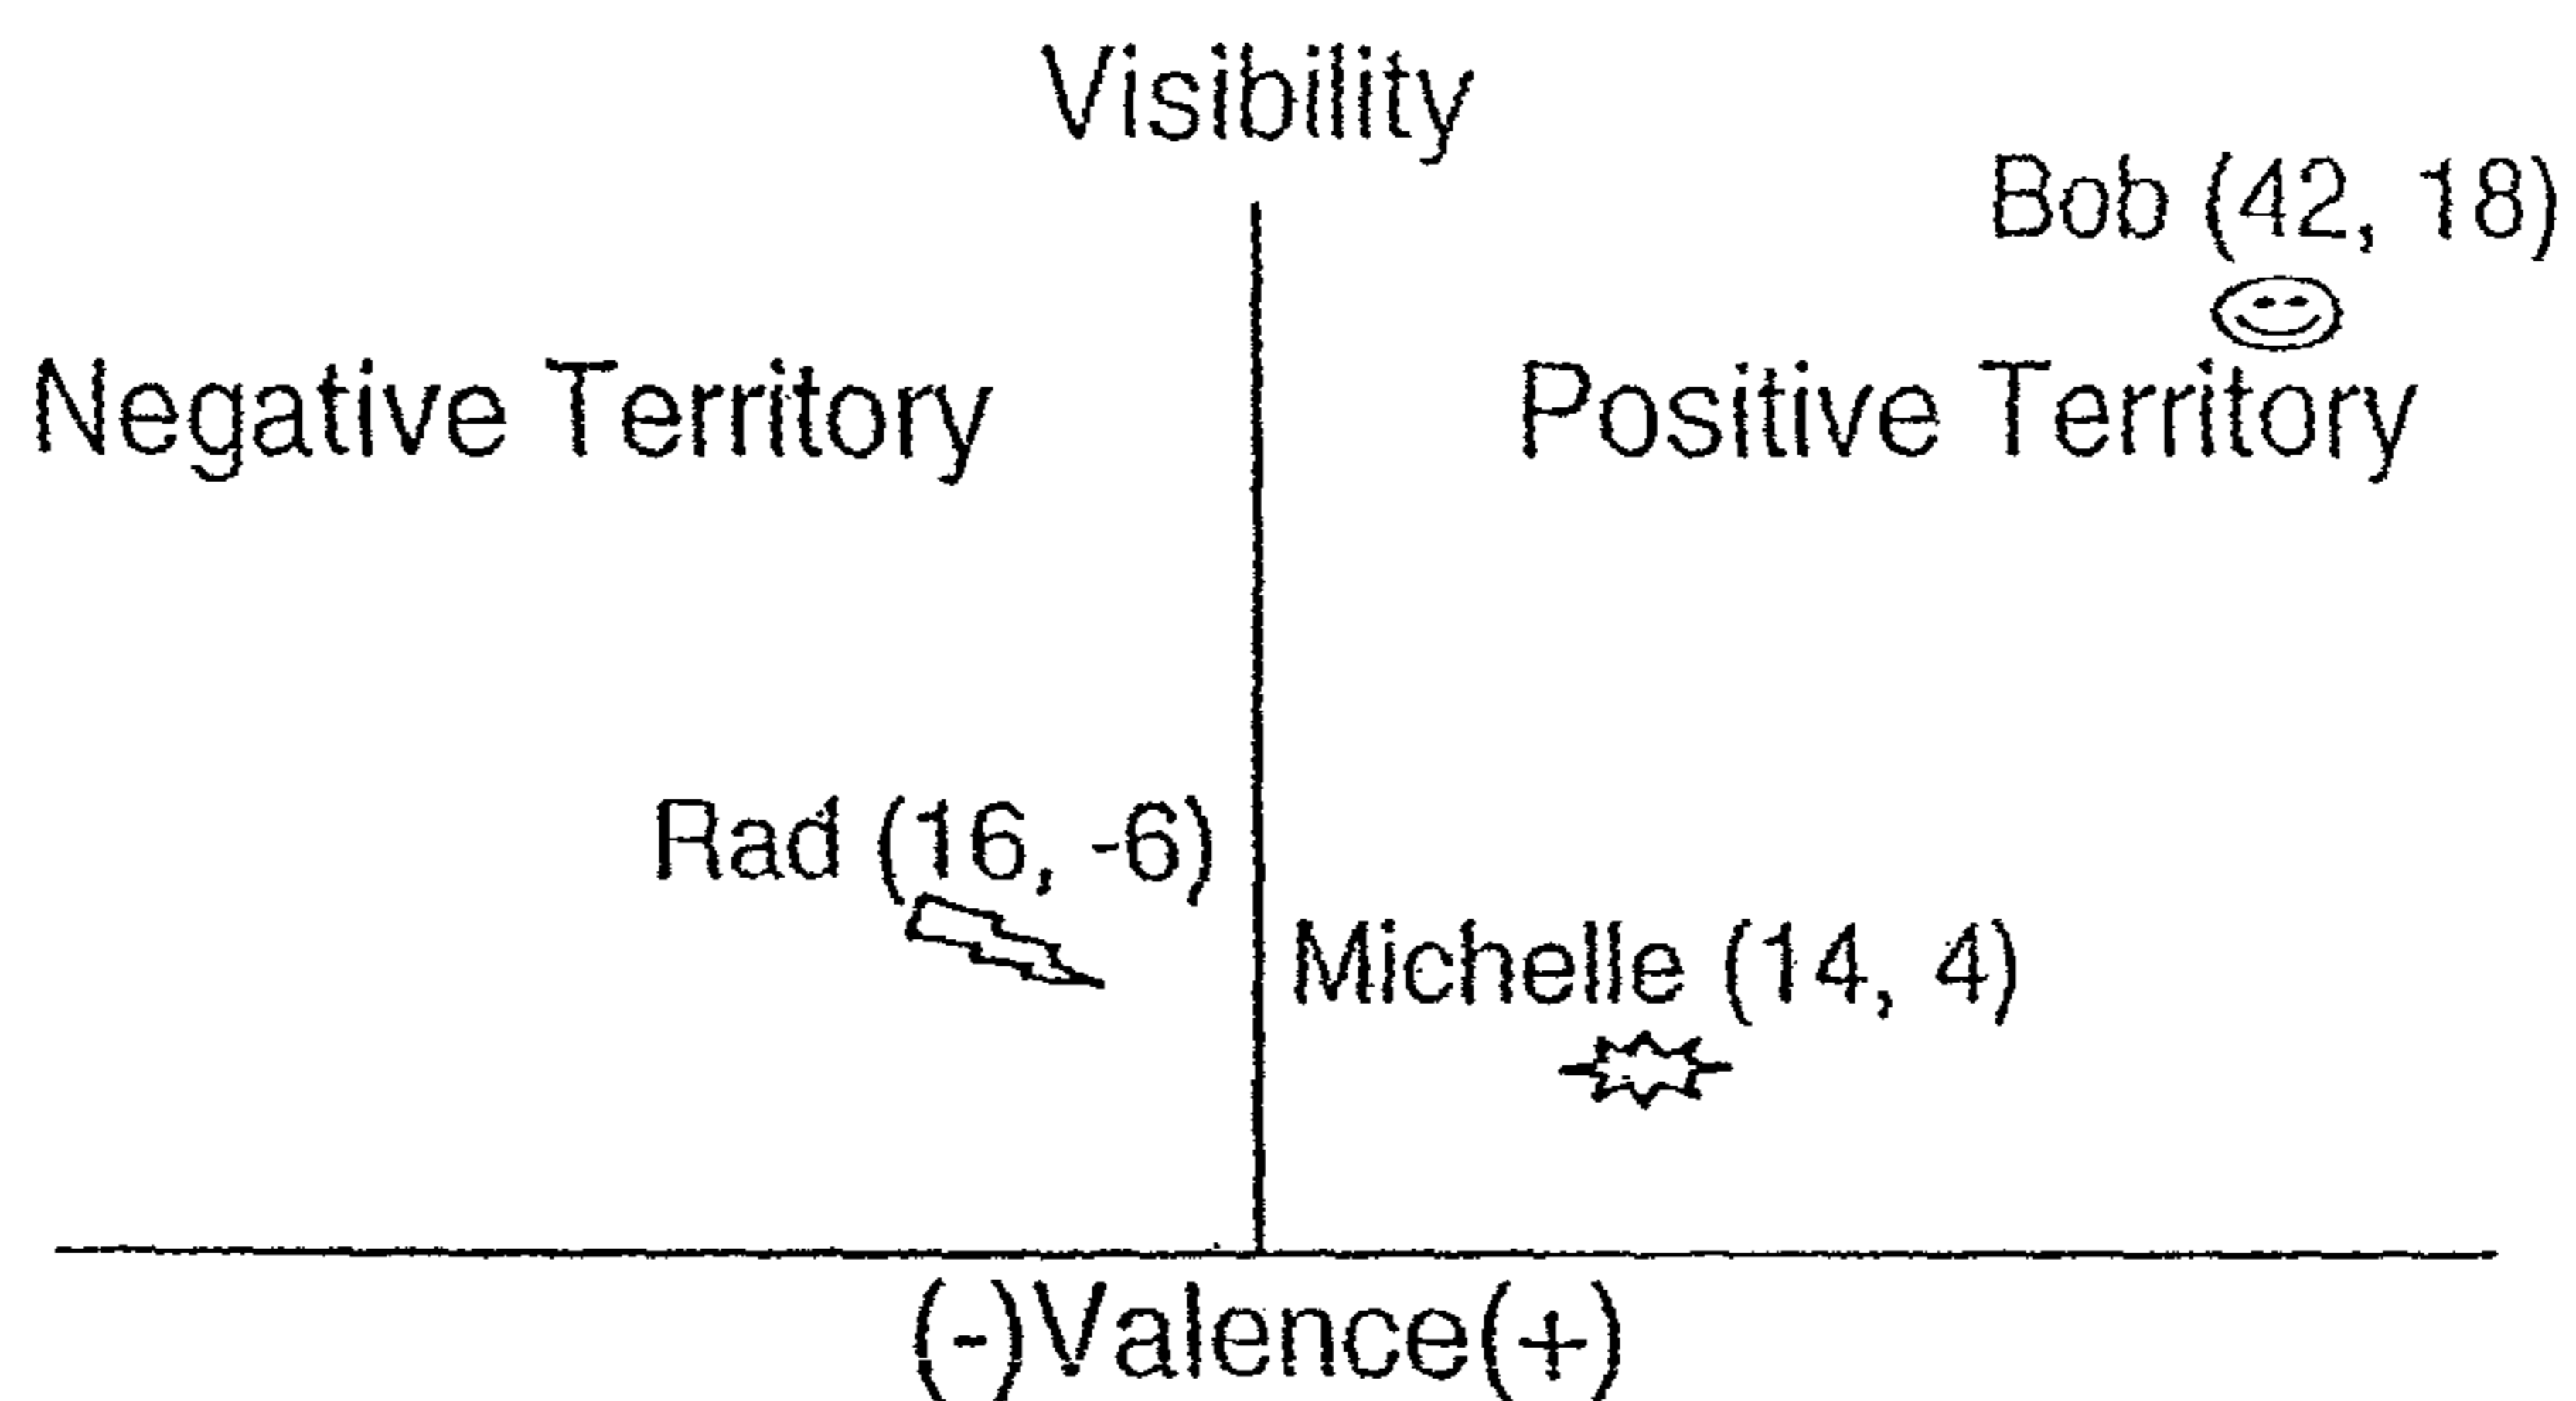 Visibility
Bob (42, 18)
Negative Territory
Positive Territory
Rad (16, -6)
Michelle (14, 4)
(-)Valence(+)